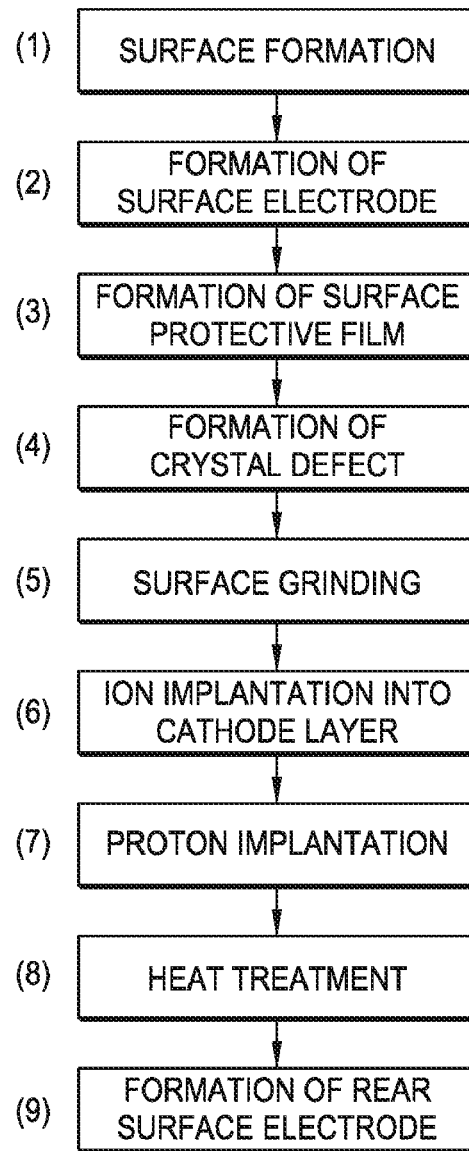 (1) SURFACE FORMATION
(2) FORMATION OF
SURFACE ELECTRODE
(3) FORMATION OF SURFACE
PROTECTIVE FILM
(4) FORMATION OF
CRYSTAL DEFECT
(5) SURFACE GRINDING
(6) ION IMPLANTATION INTO
CATHODE LAYER
(7) PROTON IMPLANTATION
(8) HEAT TREATMENT
(9) FORMATION OF REAR
SURFACE ELECTRODE